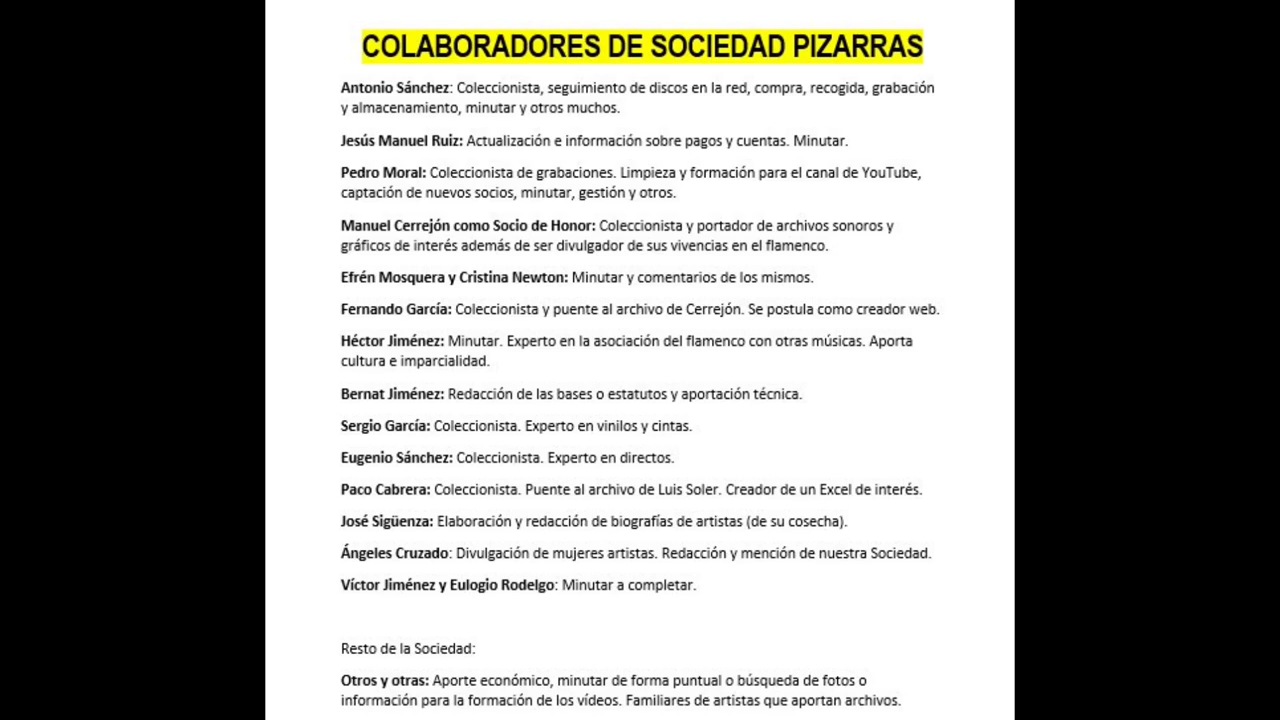 COLABORADORES DE SOCIEDAD PIZARRAS
Antonio Sánchez: Coleccionista, seguimiento de discos en la red, compra, recogida, grabación
y almacenamiento, minutar y otros muchos.
Jesús Manuel Ruiz: Actualización e información sobre pagos y cuentas. Minutar.
Pedro Moral: Coleccionista de grabaciones. Limpieza y formación para el canal de YouTube,
captación de nuevos socios, minutar, gestión y otros.
Manuel Cerrejón como Socio de Honor: Coleccionista y portador de archivos sonoros y
gráficos de interés además de ser divulgador de sus vivencias en el flamenco.
Efrén Mosquera y Cristina Newton: Minutar y comentarios de los mismos.
Fernando García: Coleccionista y puente al archivo de Cerrejón. Se postula como creador web.
Héctor Jiménez: Minutar. Experto en la asociación del flamenco con otras músicas. Aporta
cultura e imparcialidad.
Bernat Jiménez: Redacción de las bases o estatutos y aportación técnica.
Sergio García: Coleccionista. Experto en vinilos y cintas.
Eugenio Sánchez: Coleccionista. Experto en directos.
Paco Cabrera: Coleccionista. Puente al archivo de Luis Soler. Creador de un Excel de interés.
José Sigüenza: Elaboración y redacción de biografías de artistas (de su cosecha).
Ángeles Cruzado: Divulgación de mujeres artistas. Redacción y mención de nuestra Sociedad.
Víctor Jiménez y Eulogio Rodelgo: Minutar a completar.
Resto de la Sociedad:
Otros y otras: Aporte económico, minutar de forma puntual o búsqueda de fotos o
información para la formación de los vídeos. Familiares de artistas que aportan archivos.